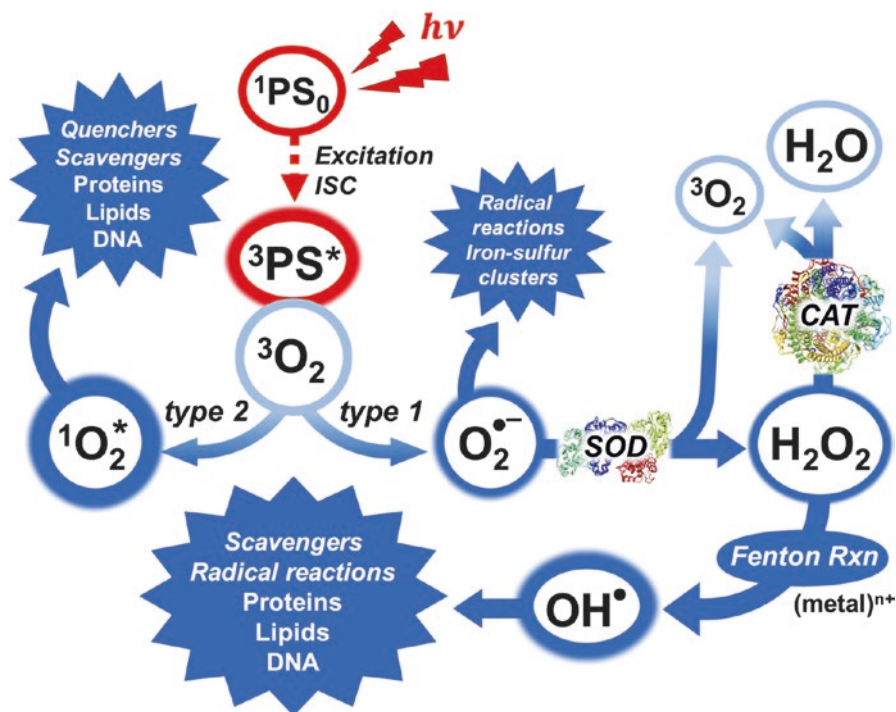 hν
¹PS₀
Excitation
ISC
Quenchers
Scavengers
Proteins
Lipids
DNA
³PS*
³O₂
type 2
type 1
¹O₂*
Radical
reactions
Iron-sulfur
clusters
O₂•−
SOD
³O₂
H₂O
CAT
H₂O₂
Fenton Rxn
(metal)ⁿ⁺
OH•
Scavengers
Radical reactions
Proteins
Lipids
DNA